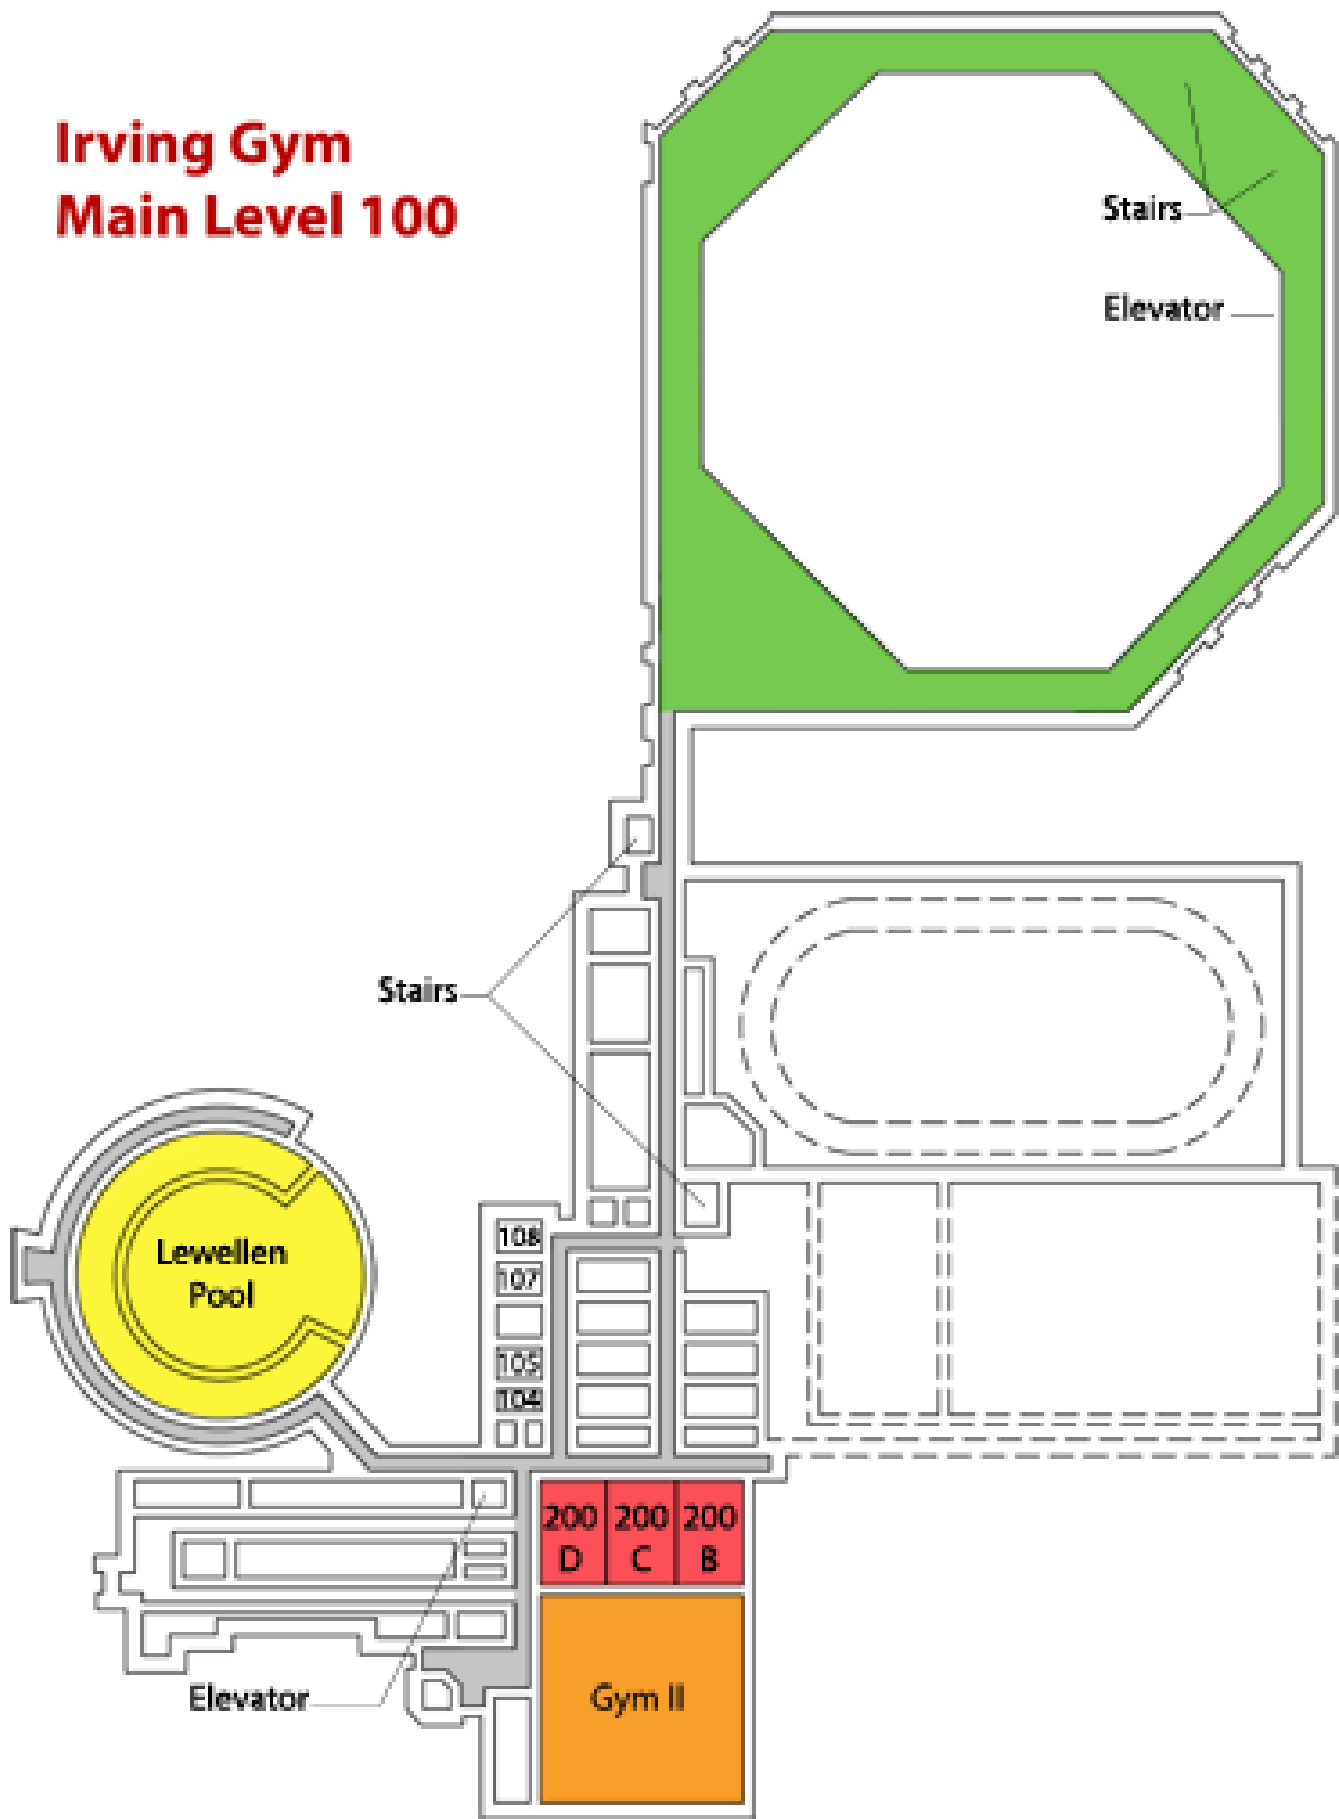 Irving Gym
Main Level 100
Stairs
Elevator
Stairs
108
107
105
104
Lewellen
Pool
200
D
200
C
200
B
Gym II
Elevator